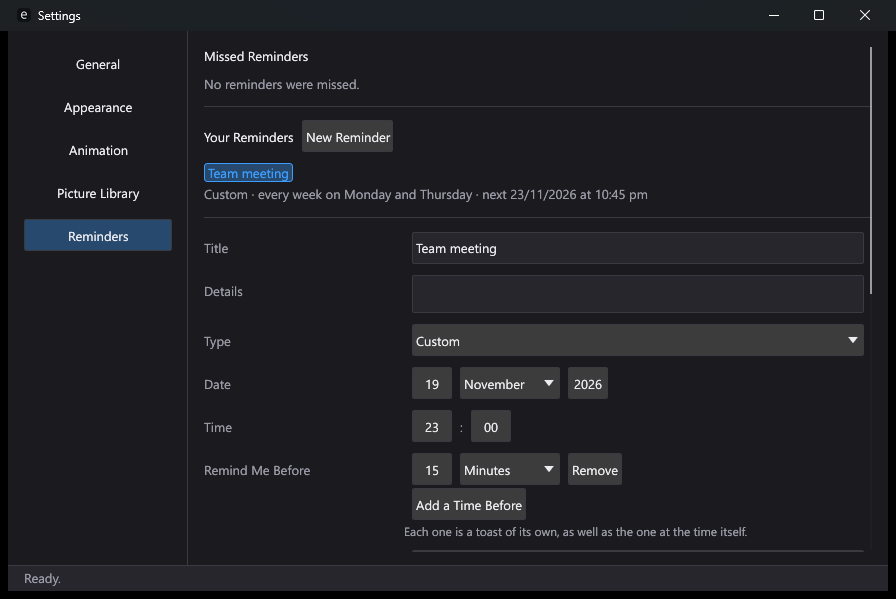 e Settings
General
Appearance
Animation
Picture Library
Reminders
Missed Reminders
No reminders were missed.
Your Reminders New Reminder
Team meeting
Custom · every week on Monday and Thursday · next 23/11/2026 at 10:45 pm
Title Team meeting
Details
Type Custom
Date 19 November 2026
Time 23 : 00
Remind Me Before 15 Minutes Remove
Add a Time Before
Each one is a toast of its own, as well as the one at the time itself.
Ready.